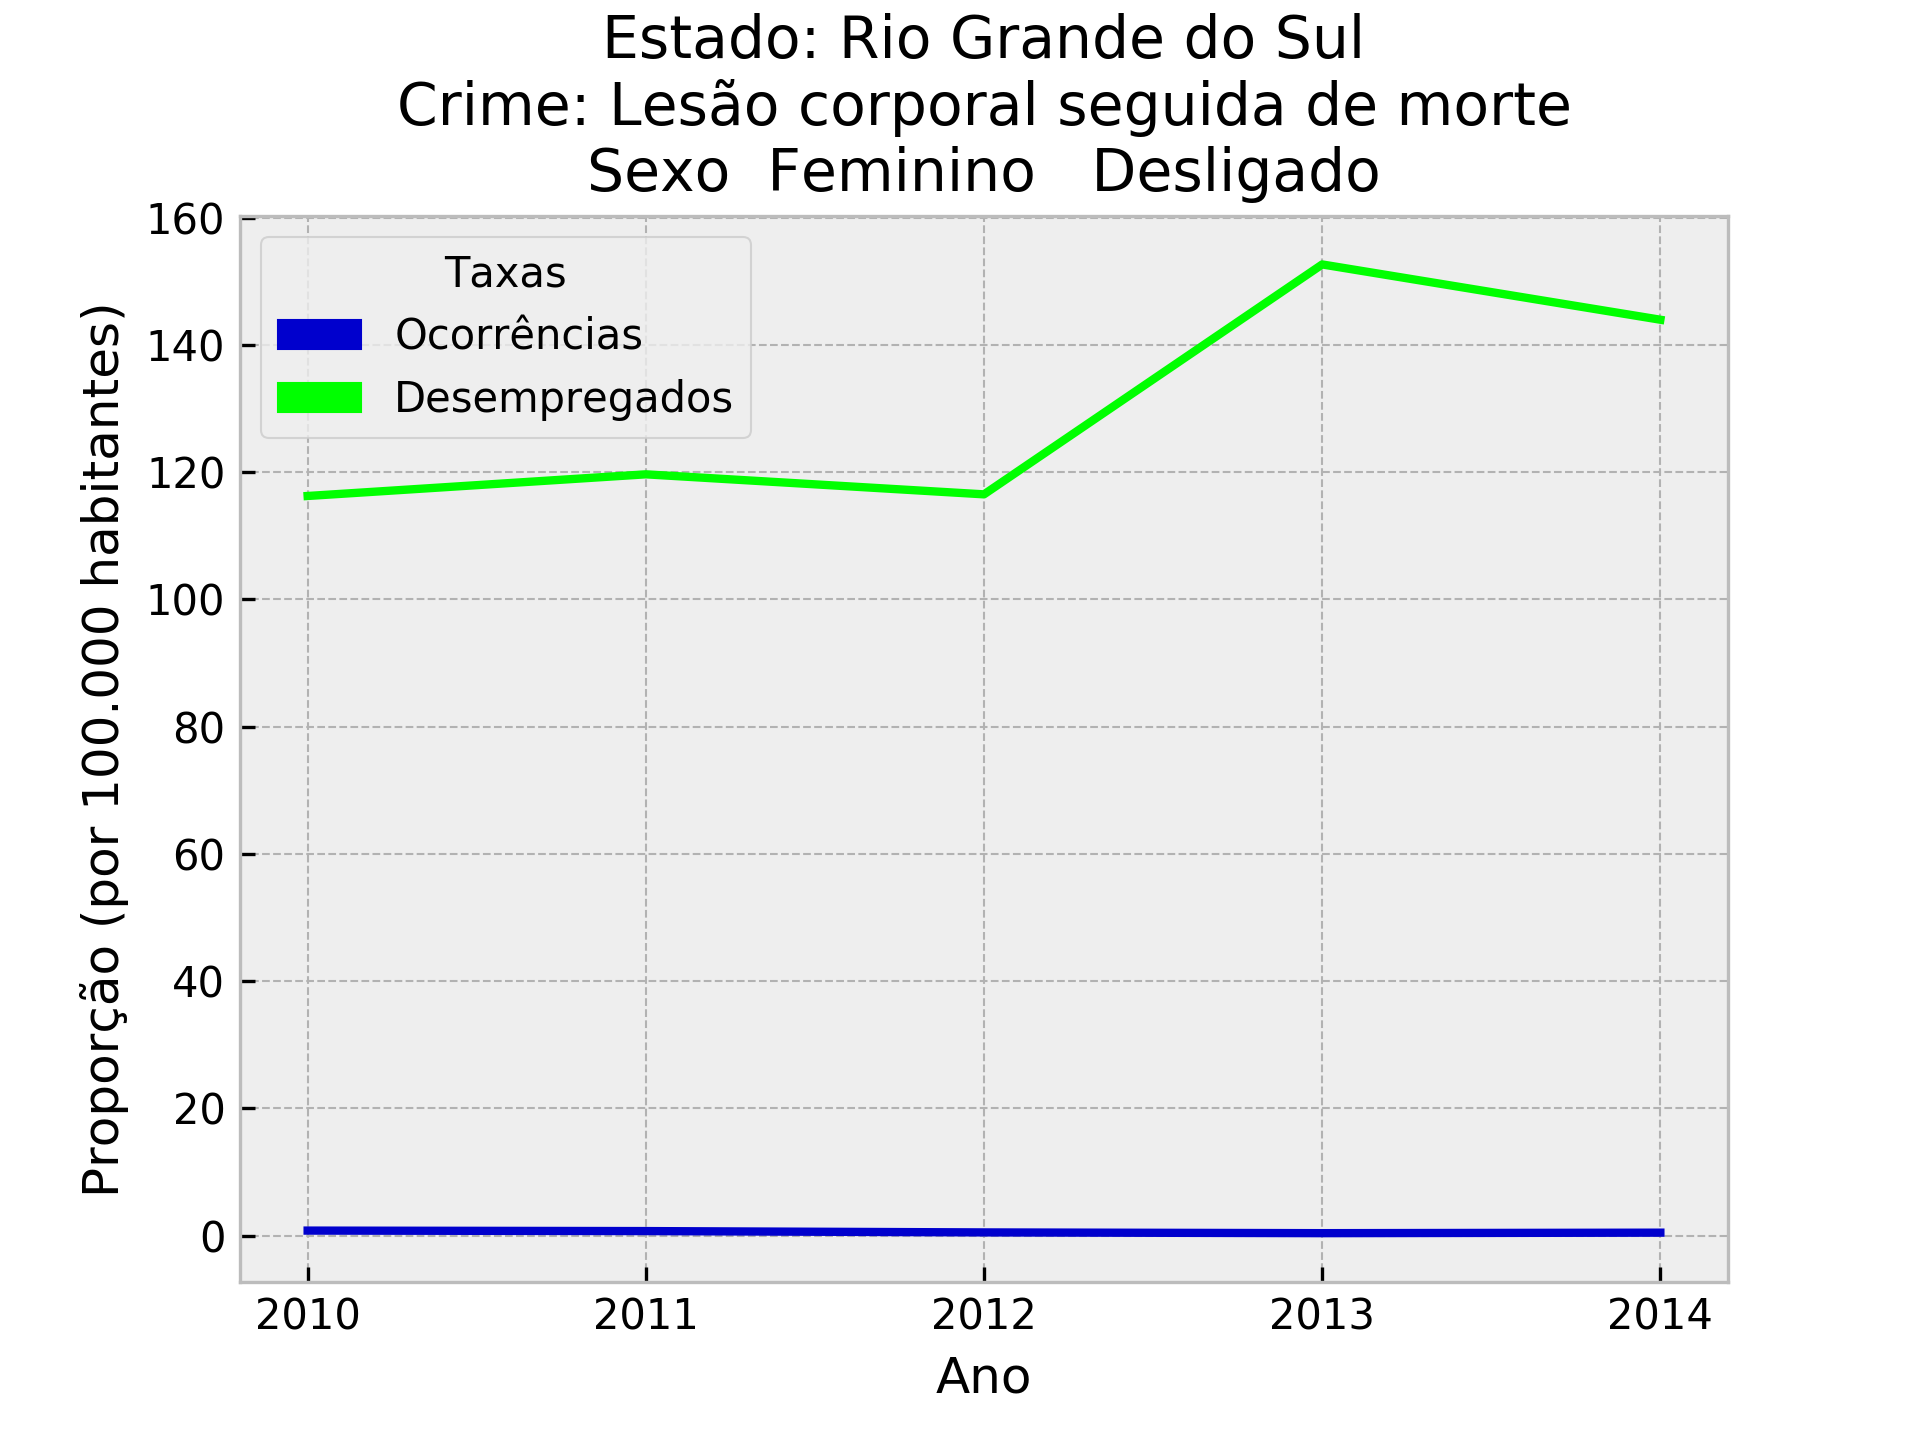 Estado: Rio Grande do Sul
Crime: Lesão corporal seguida de morte
Sexo  Feminino   Desligado
Proporção (por 100.000 habitantes)
160
140
120
100
80
60
40
20
0
Taxas
Ocorrências
Desempregados
2010 2011 2012 2013 2014
Ano